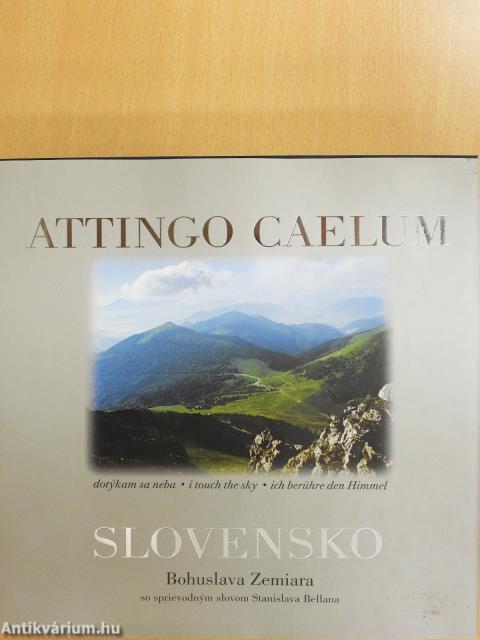 ATTINGO CAELUM
dotýkam sa neba • i touch the sky • ich berühre den Himmel
SLOVENSKO
Bohuslava Zemiara
so sprievodným slovom Stanislava Bellana
Antikvárium.hu